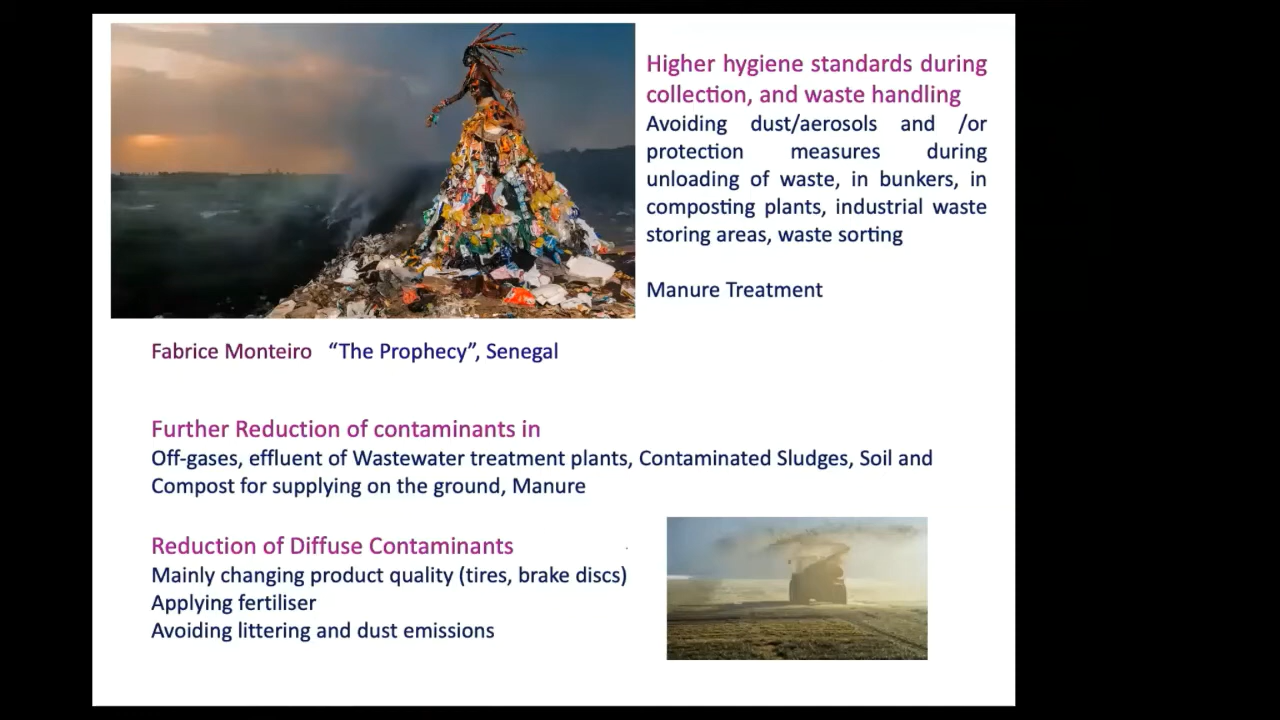 Higher hygiene standards during
collection, and waste handling
Avoiding dust/aerosols and /or
protection measures during
unloading of waste, in bunkers, in
composting plants, industrial waste
storing areas, waste sorting
Manure Treatment
Fabrice Monteiro “The Prophecy”, Senegal
Further Reduction of contaminants in
Off-gases, effluent of Wastewater treatment plants, Contaminated Sludges, Soil and
Compost for supplying on the ground, Manure
Reduction of Diffuse Contaminants
Mainly changing product quality (tires, brake discs)
Applying fertiliser
Avoiding littering and dust emissions